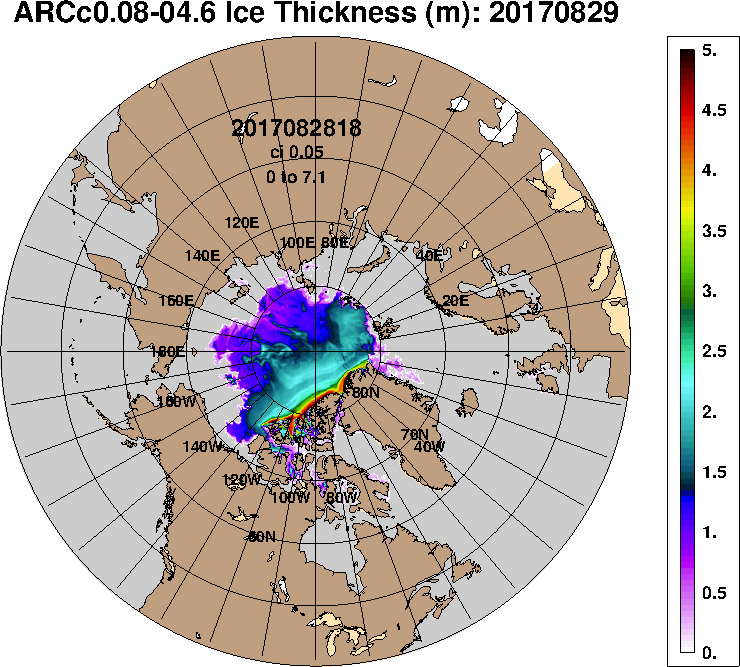 ARCc0.08-04.6 Ice Thickness (m): 20170829
2017082818
ci 0.05
0 to 7.1
120E
100E 80E
140E
40E
160E
20E
180E
160W
80N
140W
70N
40W
120W
100W
80W
60N
5.
4.5
4.
3.5
3.
2.5
2.
1.5
1.
0.5
0.